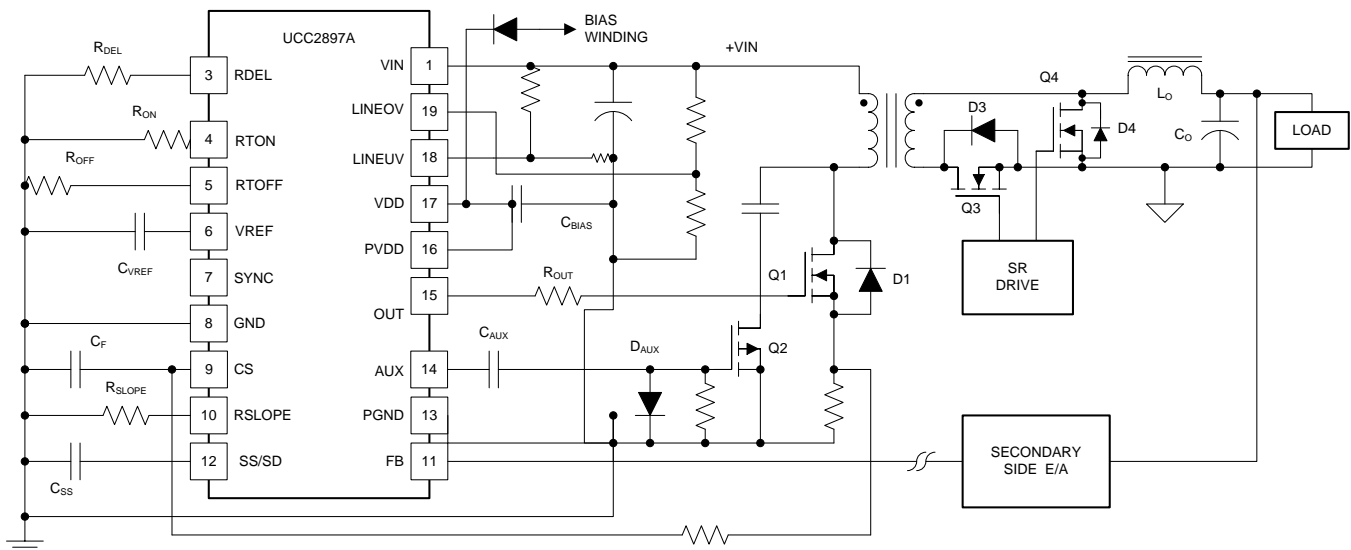 UCC2897A
BIAS
WINDING
+VIN
RDEL
3
RDEL
VIN
1
RON
4
RTON
LINEOV
19
ROFF
5
RTOFF
LINEUV
18
CVREF
6
VREF
VDD
17
CBIAS
7
SYNC
PVDD
16
8
GND
OUT
15
ROUT
CF
9
CS
AUX
14
CAUX
DAUX
RSLOPE
10
RSLOPE
PGND
13
CSS
12
SS/SD
FB
11
Q1
D1
Q2
D3
Q3
Q4
D4
LO
CO
LOAD
SR
DRIVE
SECONDARY
SIDE E/A